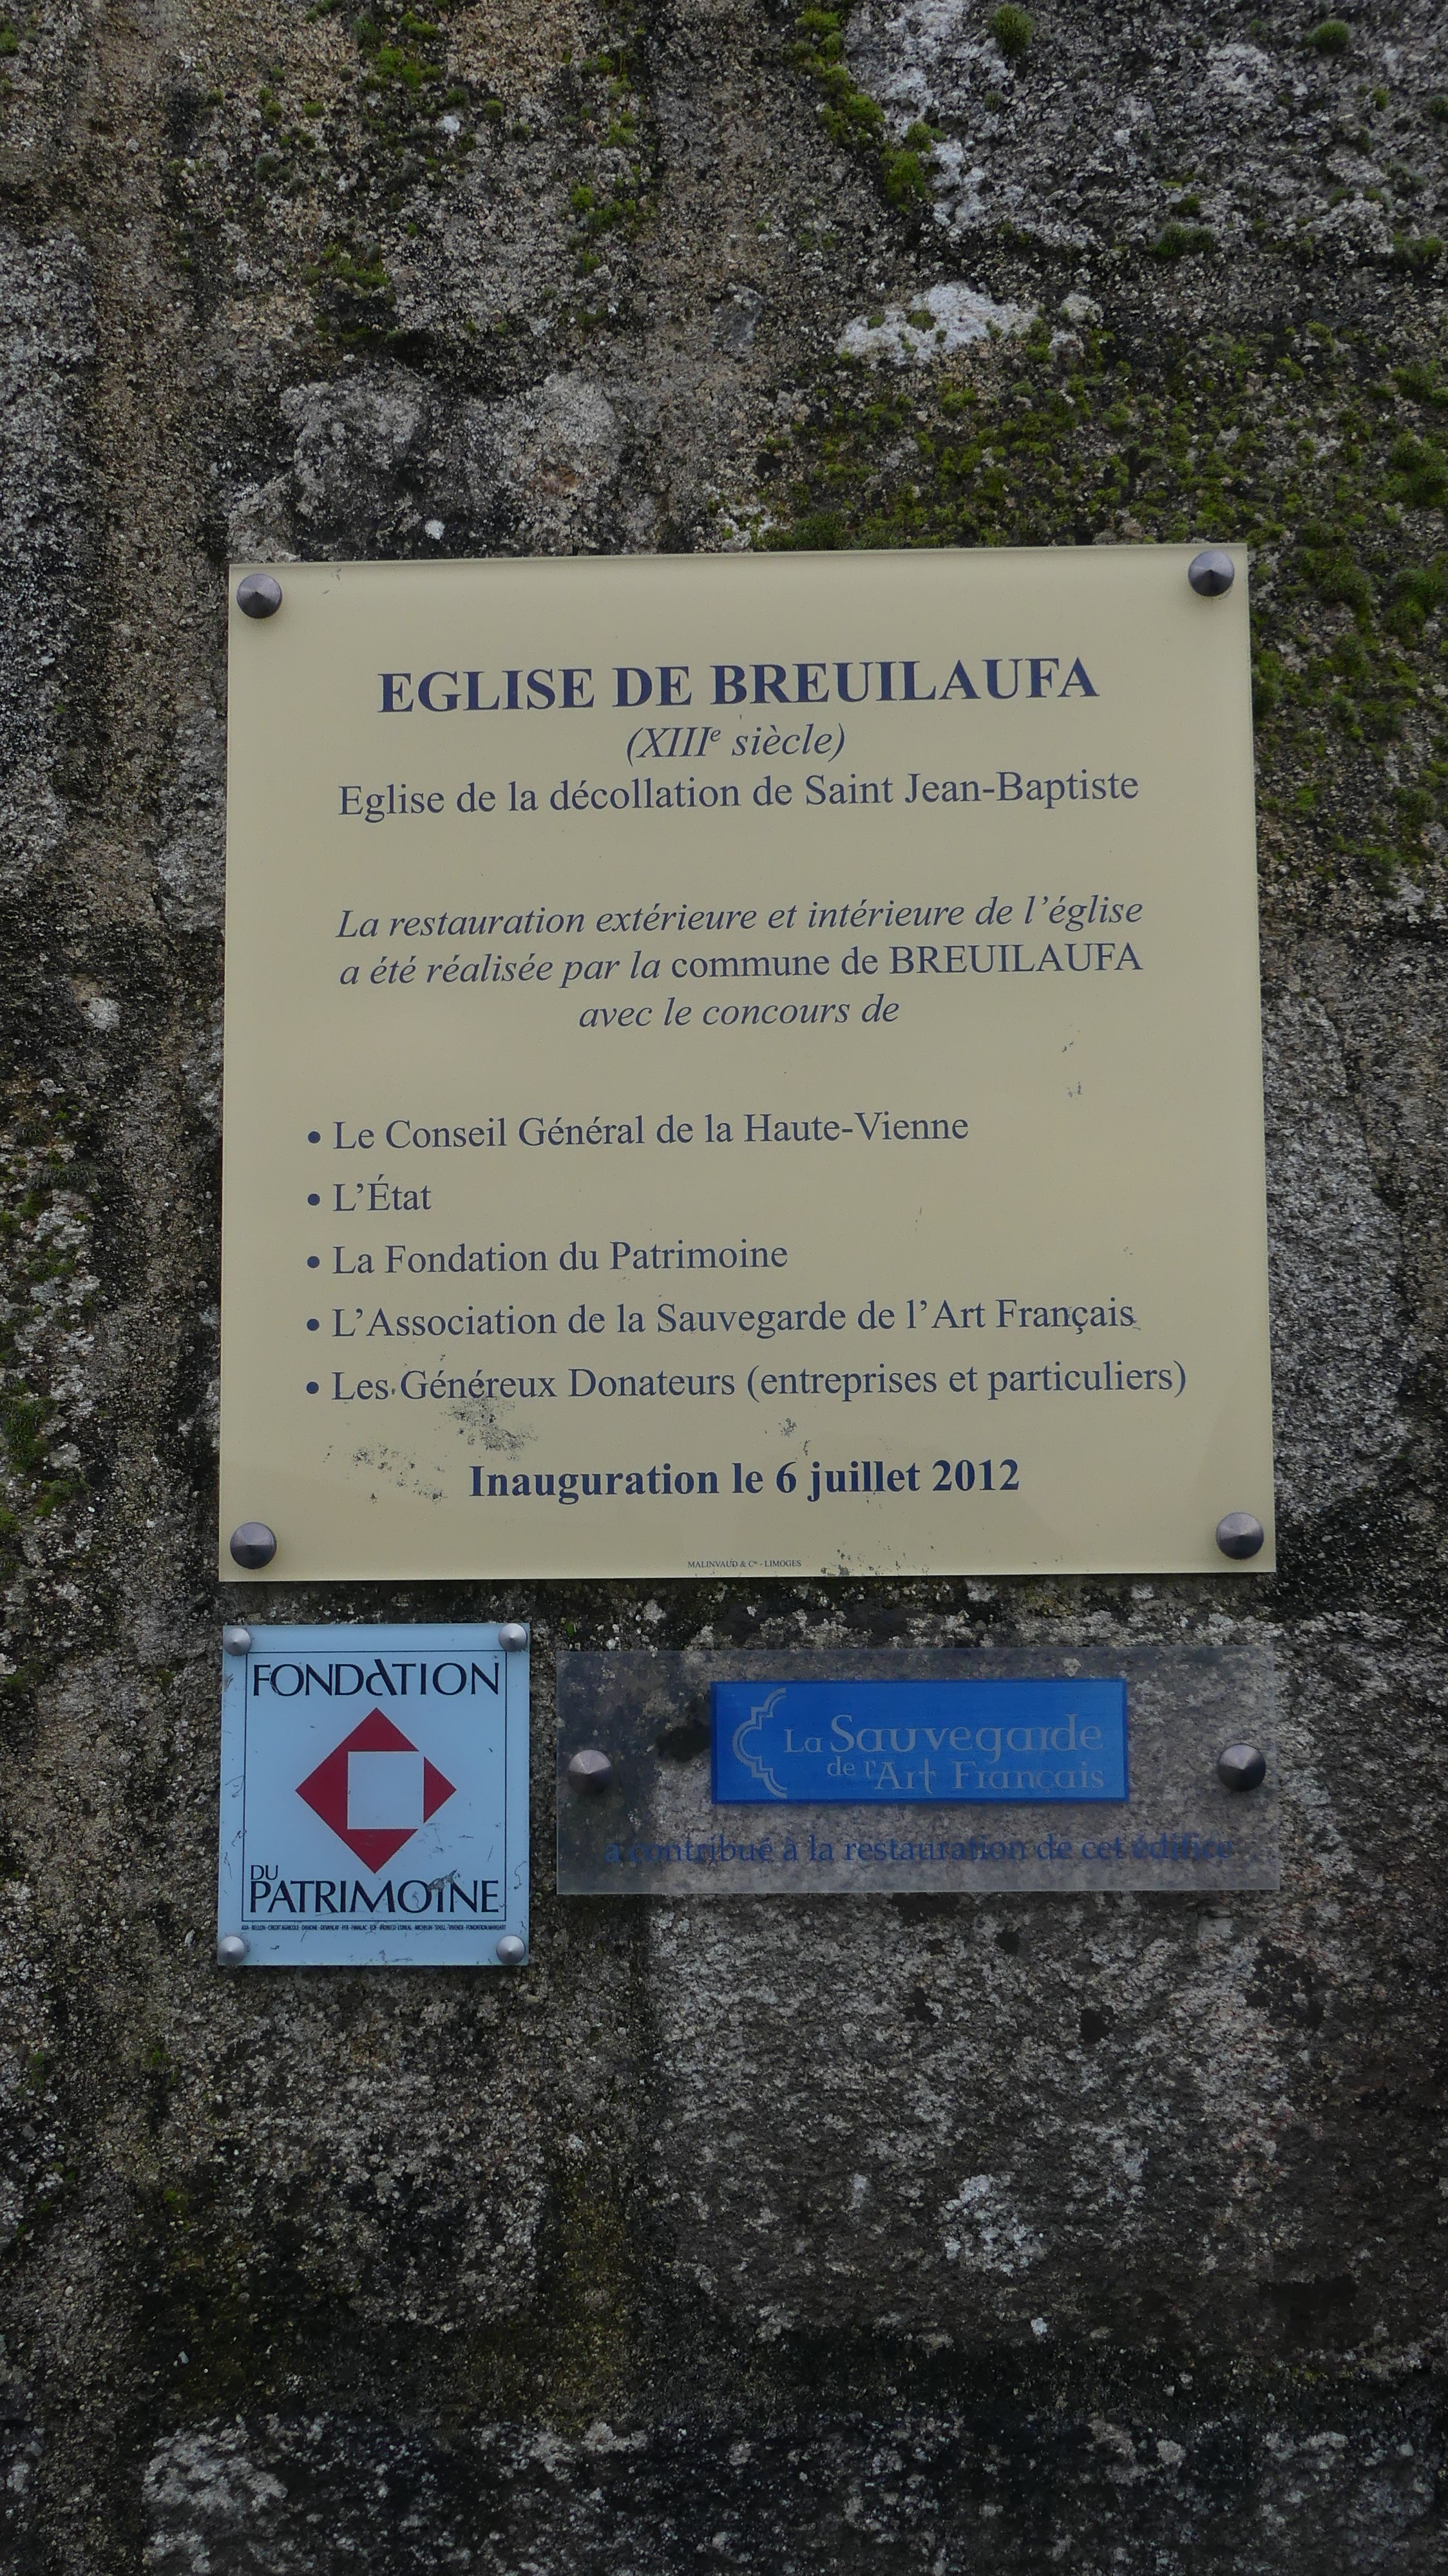 EGLISE DE BREUILAUFA
(XIIIe siècle)
Eglise de la décollation de Saint Jean-Baptiste
La restauration extérieure et intérieure de l’église
a été réalisée par la commune de BREUILAUFA
avec le concours de
• Le Conseil Général de la Haute-Vienne
• L’État
• La Fondation du Patrimoine
• L’Association de la Sauvegarde de l’Art Français
• Les Généreux Donateurs (entreprises et particuliers)
Inauguration le 6 juillet 2012
MALINVAUD & Cie - LIMOGES
FONDATION
DU
PATRIMOINE
La Sauvegarde
de l'Art Français
a contribué à la restauration de cet édifice